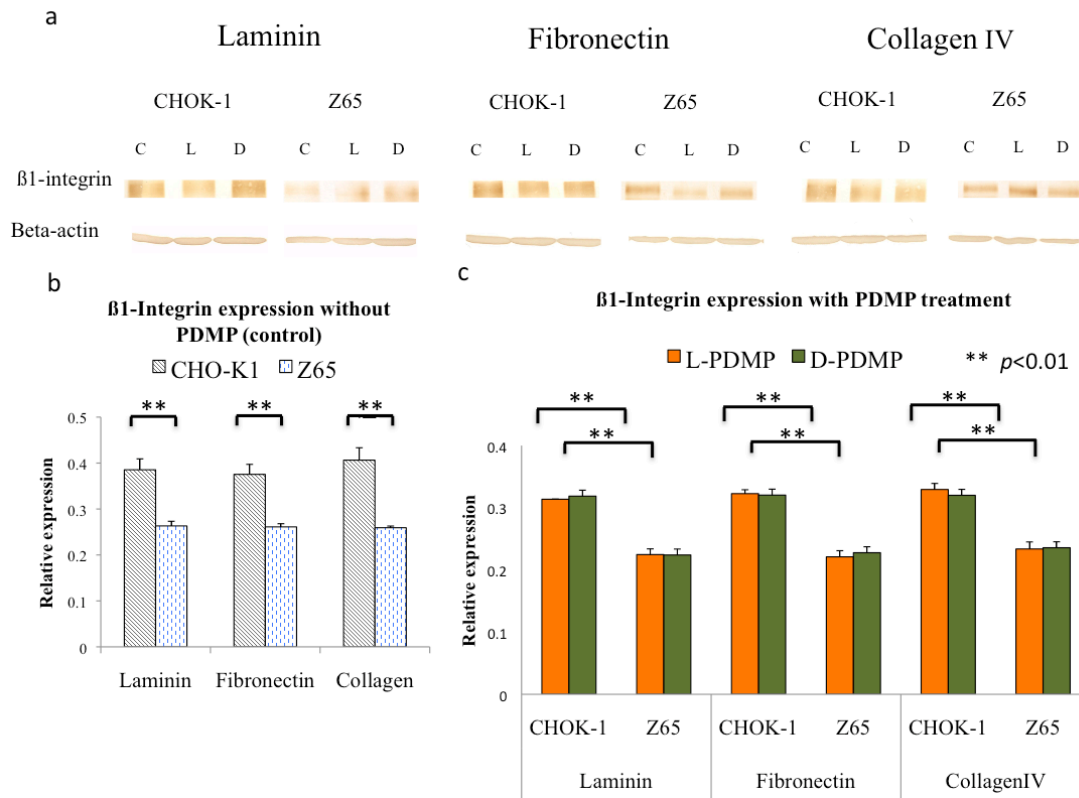 a
Laminin Fibronectin Collagen IV
CHOK-1 Z65 CHOK-1 Z65 CHOK-1 Z65
C L D C L D C L D C L D C L D C L D
ß1-integrin
Beta-actin
b
ß1-Integrin expression without
PDMP (control)
CHO-K1 Z65
** ** **
0.5
0.4
0.3
0.2
0.1
0
Relative expression
Laminin Fibronectin Collagen
c
ß1-Integrin expression with PDMP treatment
L-PDMP D-PDMP ** p<0.01
** ** **
** ** **
0.4
0.3
0.2
0.1
0
Relative expression
CHOK-1 Z65 CHOK-1 Z65 CHOK-1 Z65
Laminin Fibronectin CollagenIV